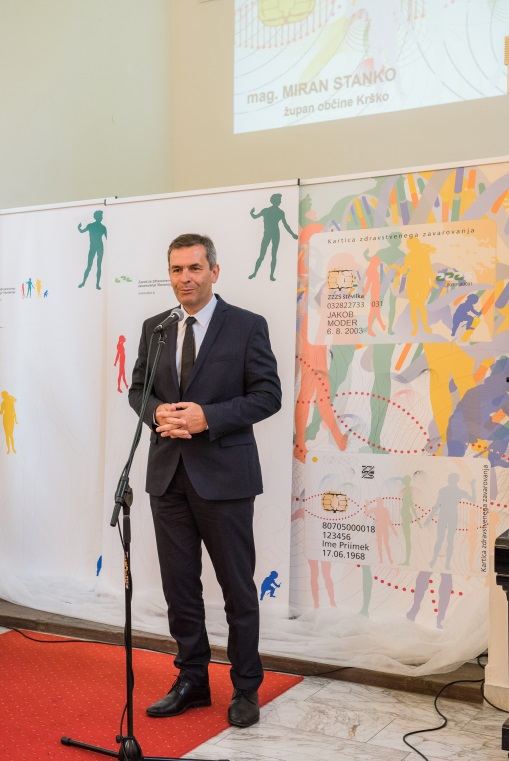 mag. MIRAN STANKO
župan občine Krško
Kartica zdravstvenega zavarovanja
ZZZS številka
032822733 031
JAKOB
MODER
6. 8. 2003
80705000018
123456
Ime Priimek
17.06.1968
Kartica zdravstvenega zavarovanja